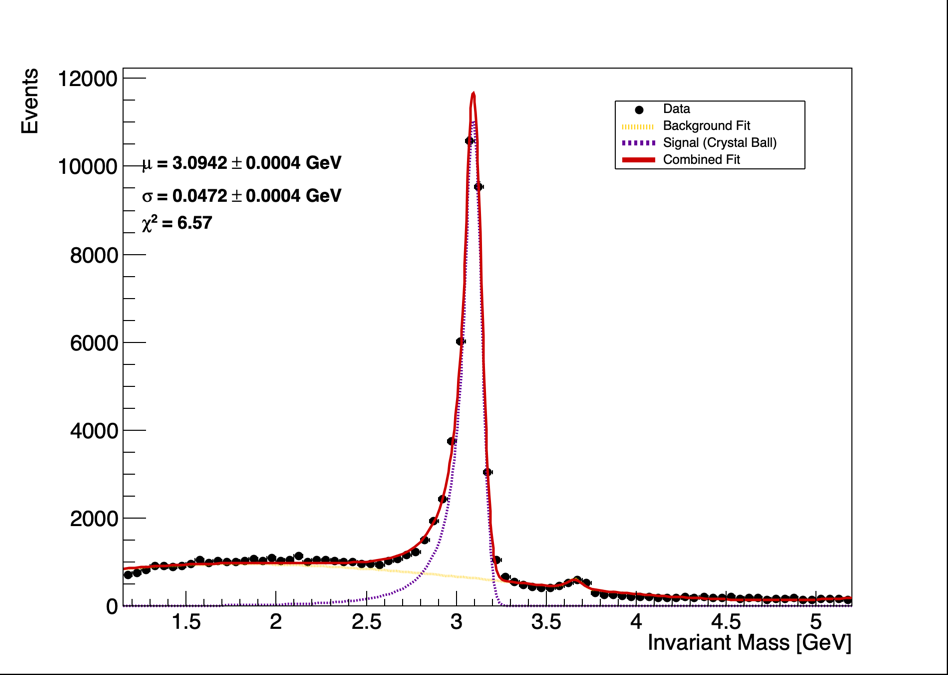 Events
12000
10000
8000
6000
4000
2000
0
μ = 3.0942 ± 0.0004 GeV
σ = 0.0472 ± 0.0004 GeV
χ² = 6.57
Data
Background Fit
Signal (Crystal Ball)
Combined Fit
1.5 2 2.5 3 3.5 4 4.5 5
Invariant Mass [GeV]